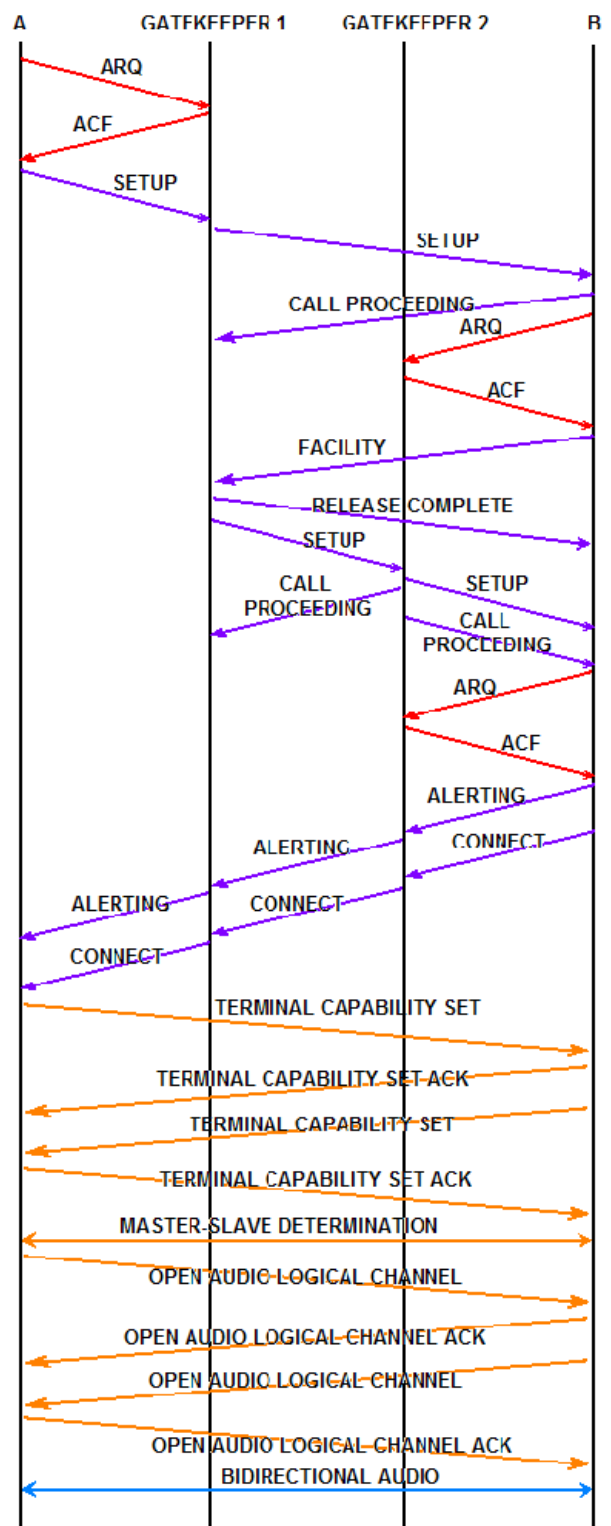 A GATEKEEPER 1 GATEKEEPER 2 B
ARQ
ACF
SETUP
SETUP
CALL PROCEEDING
ARQ
ACF
FACILITY
RELEASE COMPLETE
SETUP
SETUP
CALL
PROCEEDING
CALL
PROCEEDING
ARQ
ACF
ALERTING
CONNECT
ALERTING
CONNECT
ALERTING
CONNECT
TERMINAL CAPABILITY SET
TERMINAL CAPABILITY SET ACK
TERMINAL CAPABILITY SET
TERMINAL CAPABILITY SET ACK
MASTER-SLAVE DETERMINATION
OPEN AUDIO LOGICAL CHANNEL
OPEN AUDIO LOGICAL CHANNEL ACK
OPEN AUDIO LOGICAL CHANNEL
OPEN AUDIO LOGICAL CHANNEL ACK
BIDIRECTIONAL AUDIO